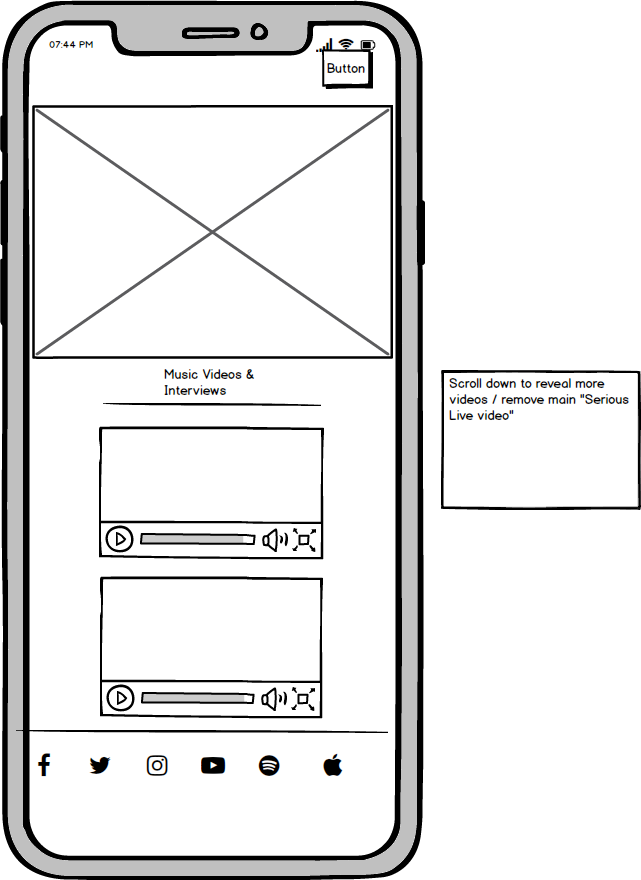 07:44 PM
Button
Music Videos &
Interviews
Scroll down to reveal more
videos / remove main "Serious
Live video"